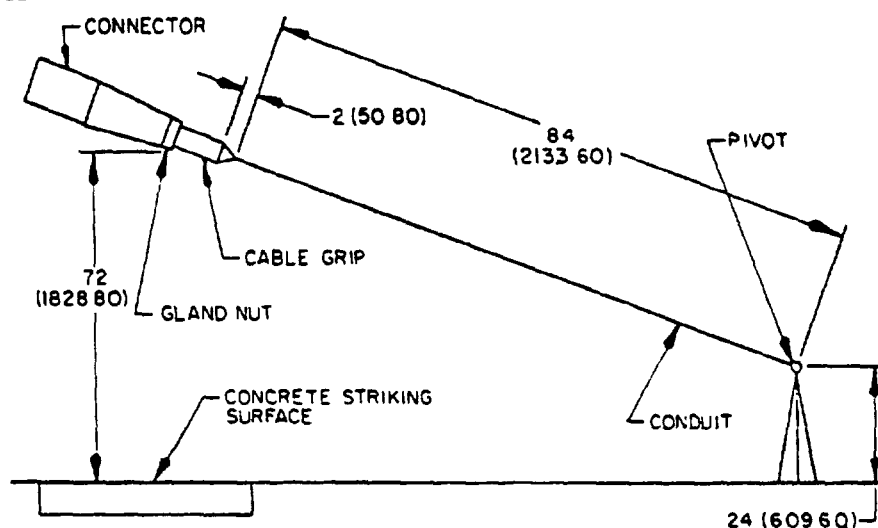 CONNECTOR
2 (50 80)
84
(2133 60)
PIVOT
CABLE GRIP
72
(1828 80)
GLAND NUT
CONCRETE STRIKING
SURFACE
CONDUIT
24 (609 60)